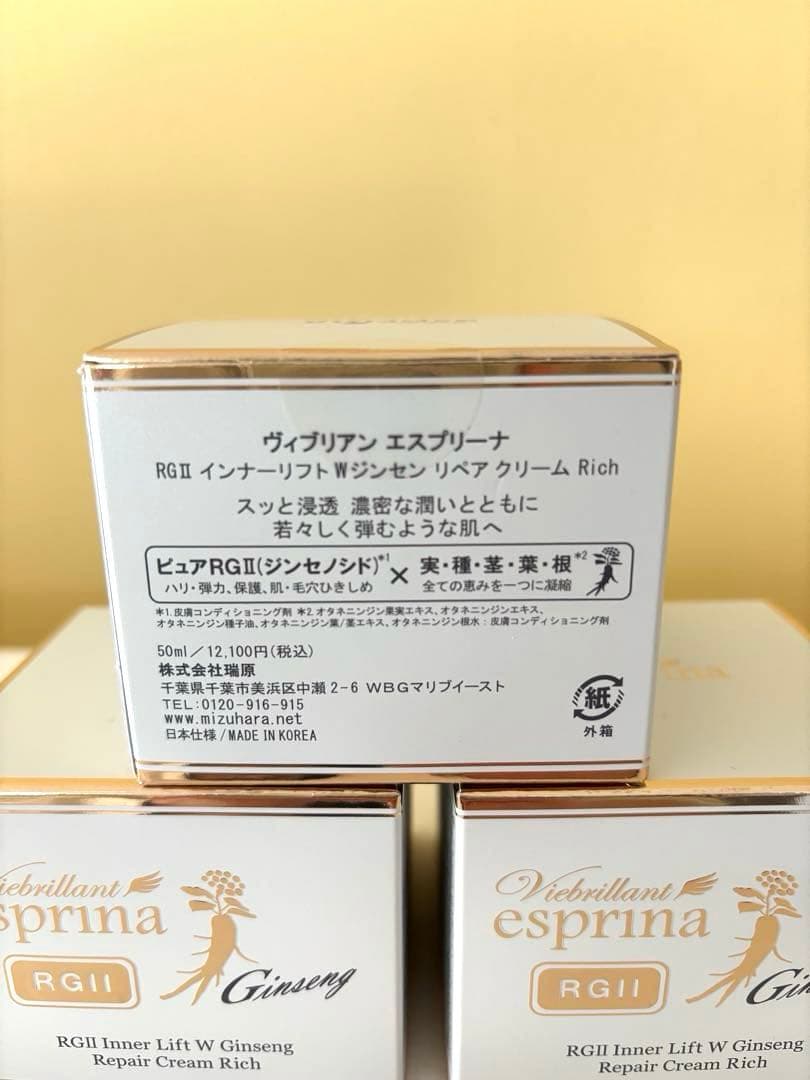 ヴィブリアン エスプリーナ
RGⅡ インナーリフト Wジンセン リペア クリーム Rich
スッと浸透 濃密な潤いとともに
若々しく弾むような肌へ
ピュアRGⅡ(ジンセノシド)*1 × 実・種・茎・葉・根*2
ハリ・弾力、保護、肌・毛穴ひきしめ 全ての恵みを一つに凝縮
*1. 皮膚コンディショニング剤 *2. オタネニンジン果実エキス、オタネニンジンエキス、
オタネニンジン種子油、オタネニンジン葉/茎エキス、オタネニンジン根水：皮膚コンディショニング剤
50ml/12,100円(税込)
株式会社瑞原
千葉県千葉市美浜区中瀬2-6 WBGマリブイースト
TEL:0120-916-915
www.mizuhara.net
日本仕様/MADE IN KOREA
紙
外箱
iebrillant
sprina
RGII
Ginseng
RGII Inner Lift W Ginseng
Repair Cream Rich
Viebrillant
esprina
RGII
Gin
RGII Inner Lift W Ginseng
Repair Cream Rich